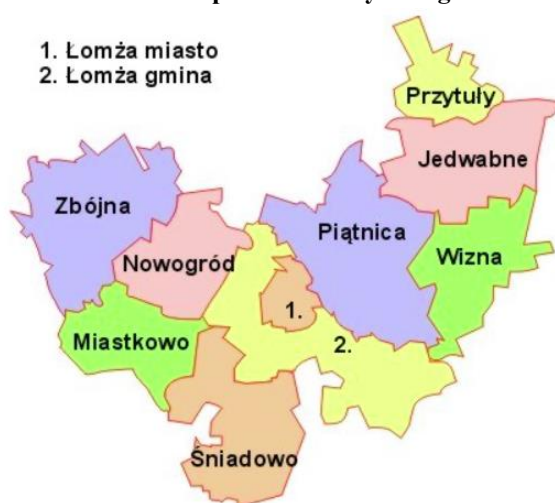 1. Łomża miasto
2. Łomża gmina
Przytuły
Jedwabne
Zbójna
Piątnica
Nowogród
Wizna
1.
Miastkowo
2.
Śniadowo